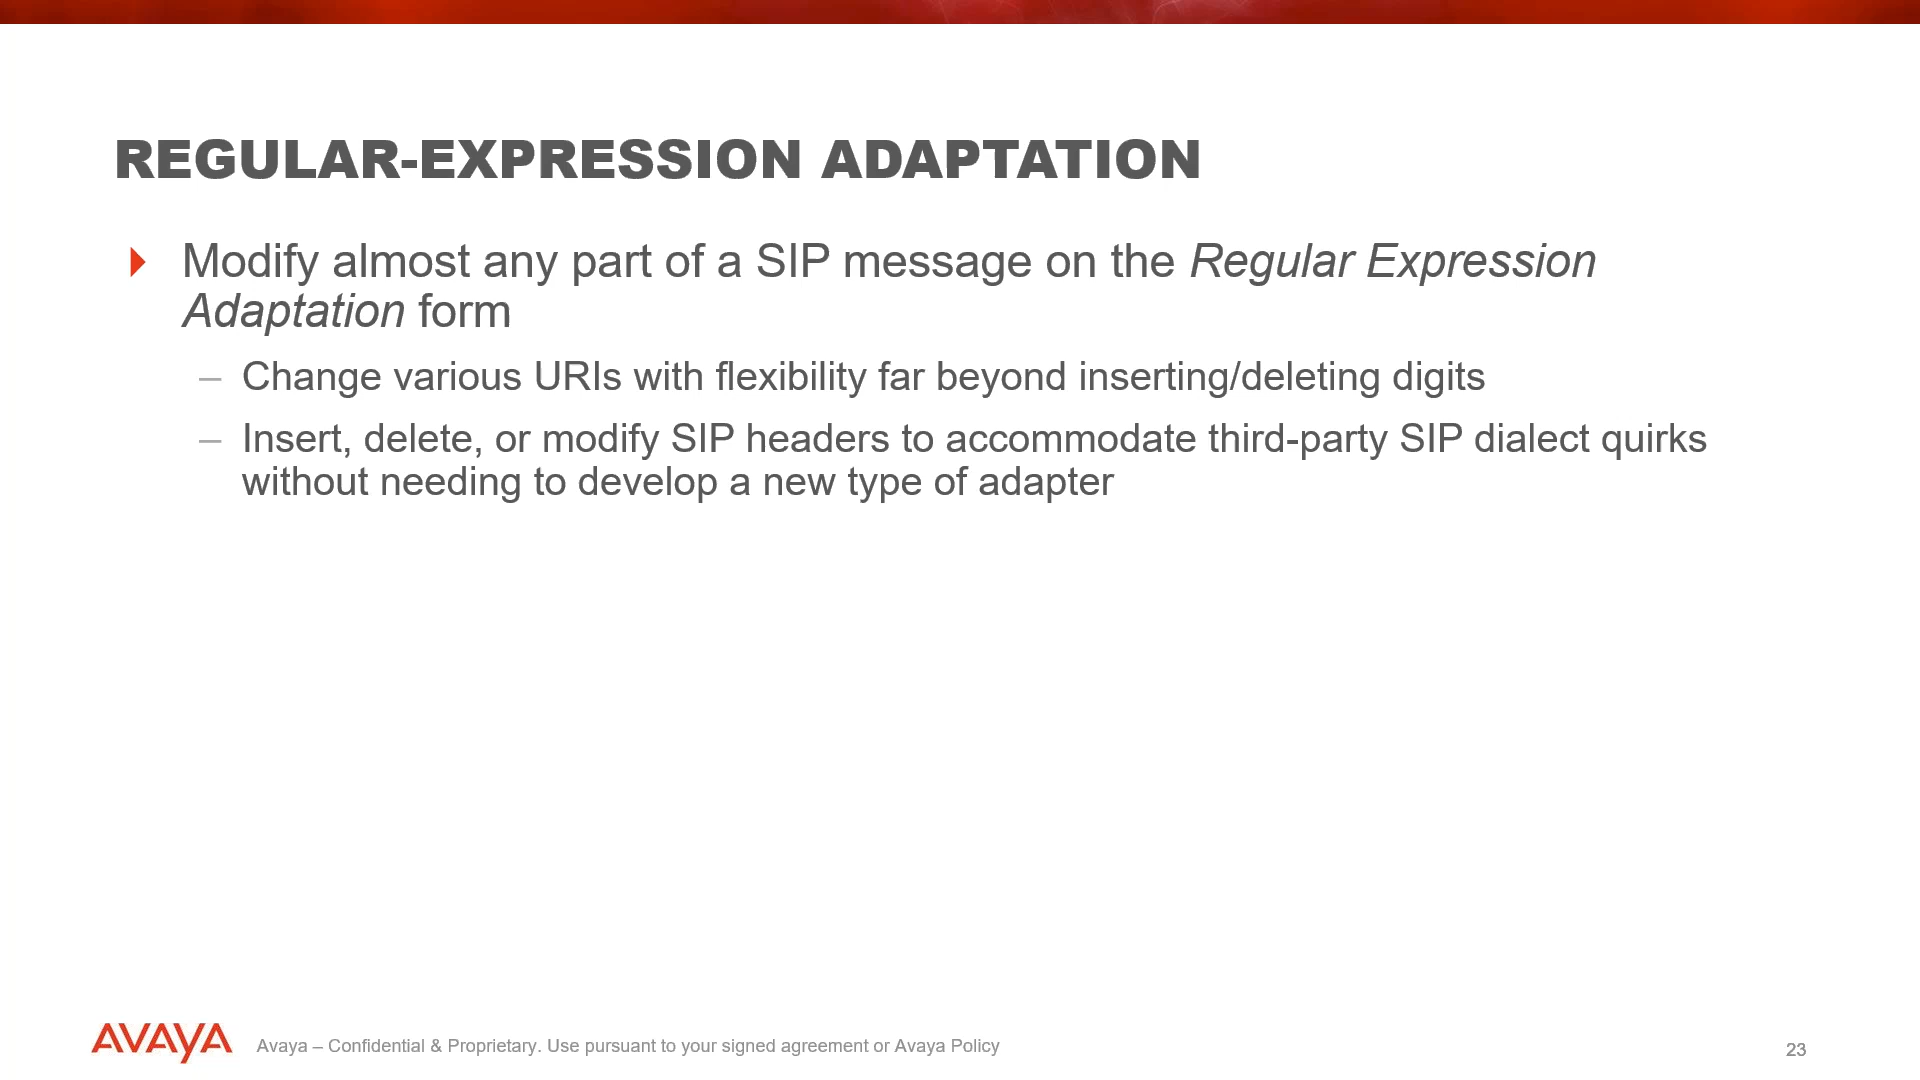 REGULAR-EXPRESSION ADAPTATION
Modify almost any part of a SIP message on the Regular Expression
Adaptation form
– Change various URIs with flexibility far beyond inserting/deleting digits
– Insert, delete, or modify SIP headers to accommodate third-party SIP dialect quirks
without needing to develop a new type of adapter
AVAYA
Avaya – Confidential & Proprietary. Use pursuant to your signed agreement or Avaya Policy
23